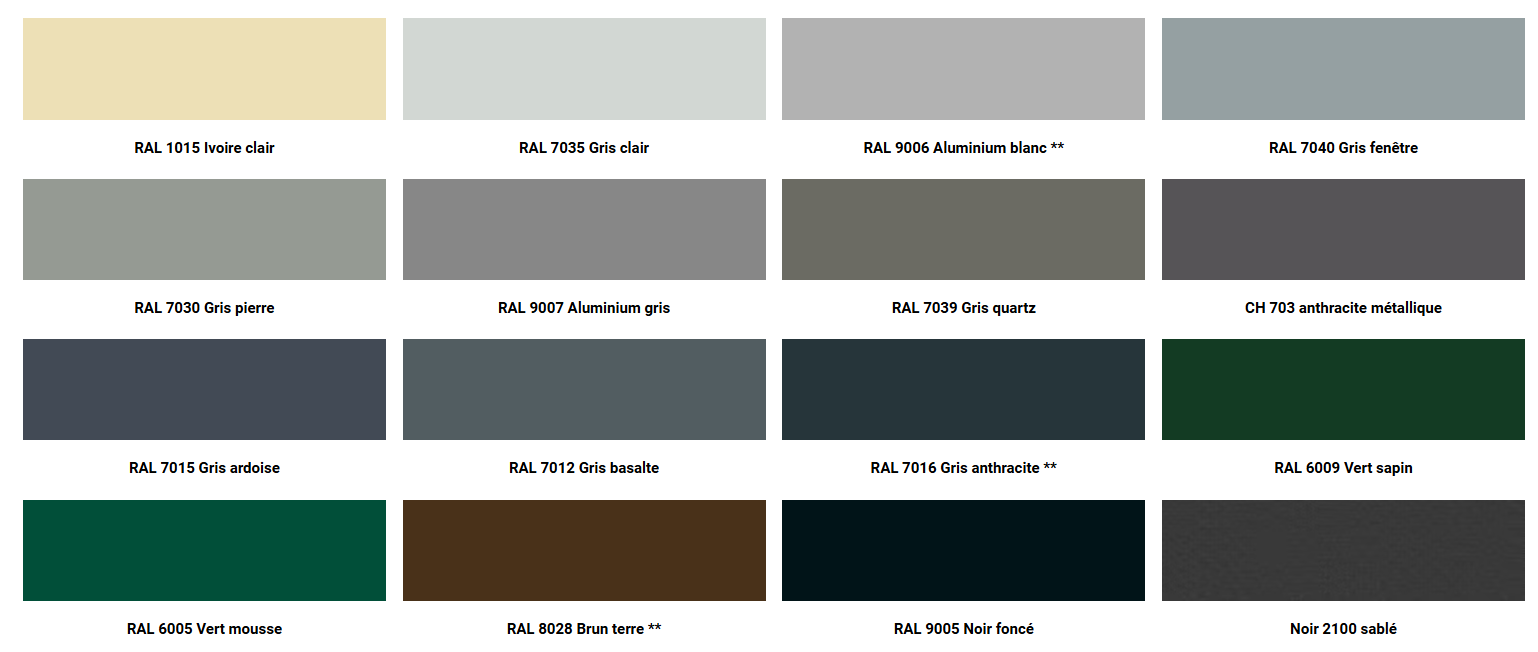 RAL 1015 Ivoire clair
RAL 7035 Gris clair
RAL 9006 Aluminium blanc **
RAL 7040 Gris fenêtre
RAL 7030 Gris pierre
RAL 9007 Aluminium gris
RAL 7039 Gris quartz
CH 703 anthracite métallique
RAL 7015 Gris ardoise
RAL 7012 Gris basalte
RAL 7016 Gris anthracite **
RAL 6009 Vert sapin
RAL 6005 Vert mousse
RAL 8028 Brun terre **
RAL 9005 Noir foncé
Noir 2100 sablé